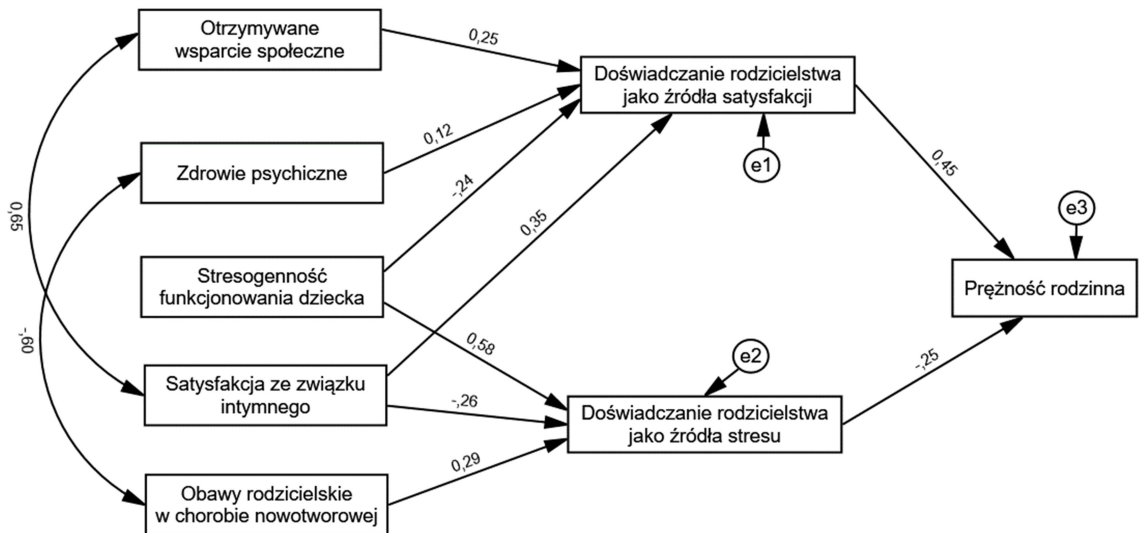 Otrzymywane
wsparcie społeczne
Zdrowie psychiczne
Stresogenność
funkcjonowania dziecka
Satysfakcja ze związku
intymnego
Obawy rodzicielskie
w chorobie nowotworowej
0,65
-,60
0,25
0,12
-,24
0,35
0,58
-,26
0,29
Doświadczanie rodzicielstwa
jako źródła satysfakcji
e1
e2
Doświadczanie rodzicielstwa
jako źródła stresu
0,45
-,25
e3
Prężność rodzinna